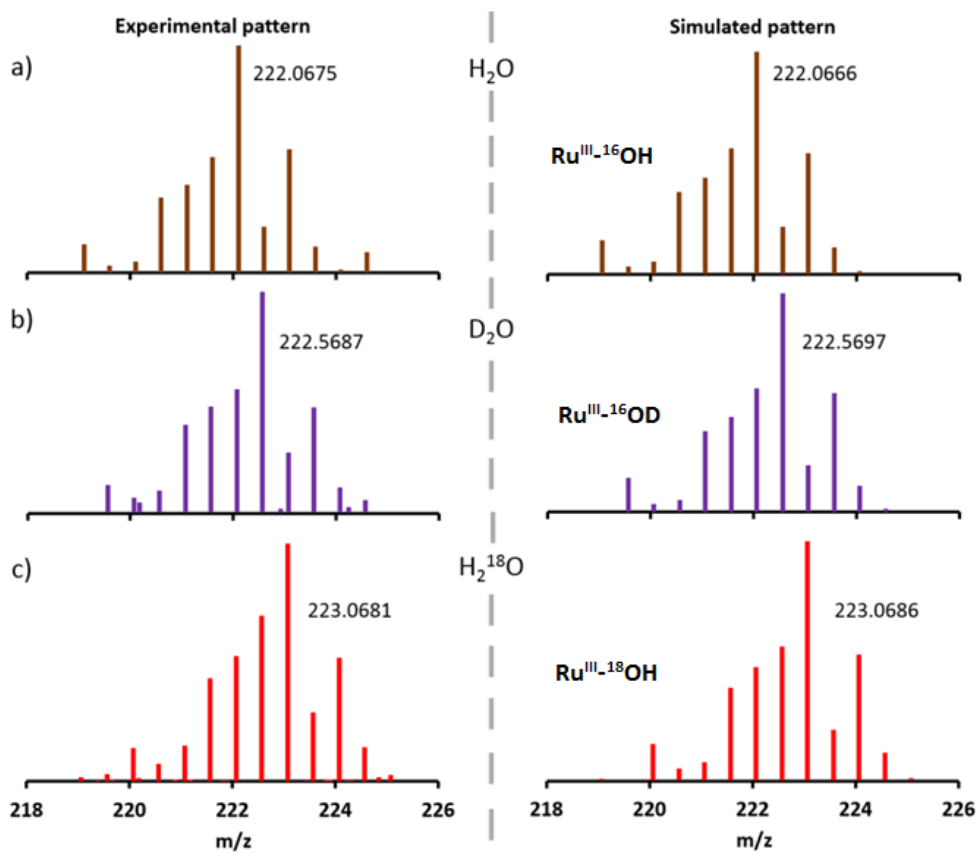 Experimental pattern
Simulated pattern
a)
222.0675
H₂O
222.0666
Ruᴵᴵᴵ-¹⁶OH
218 220 222 224 226
b)
222.5687
D₂O
222.5697
Ruᴵᴵᴵ-¹⁶OD
c)
223.0681
H₂¹⁸O
223.0686
Ruᴵᴵᴵ-¹⁸OH
218 220 222 224 226
m/z
m/z